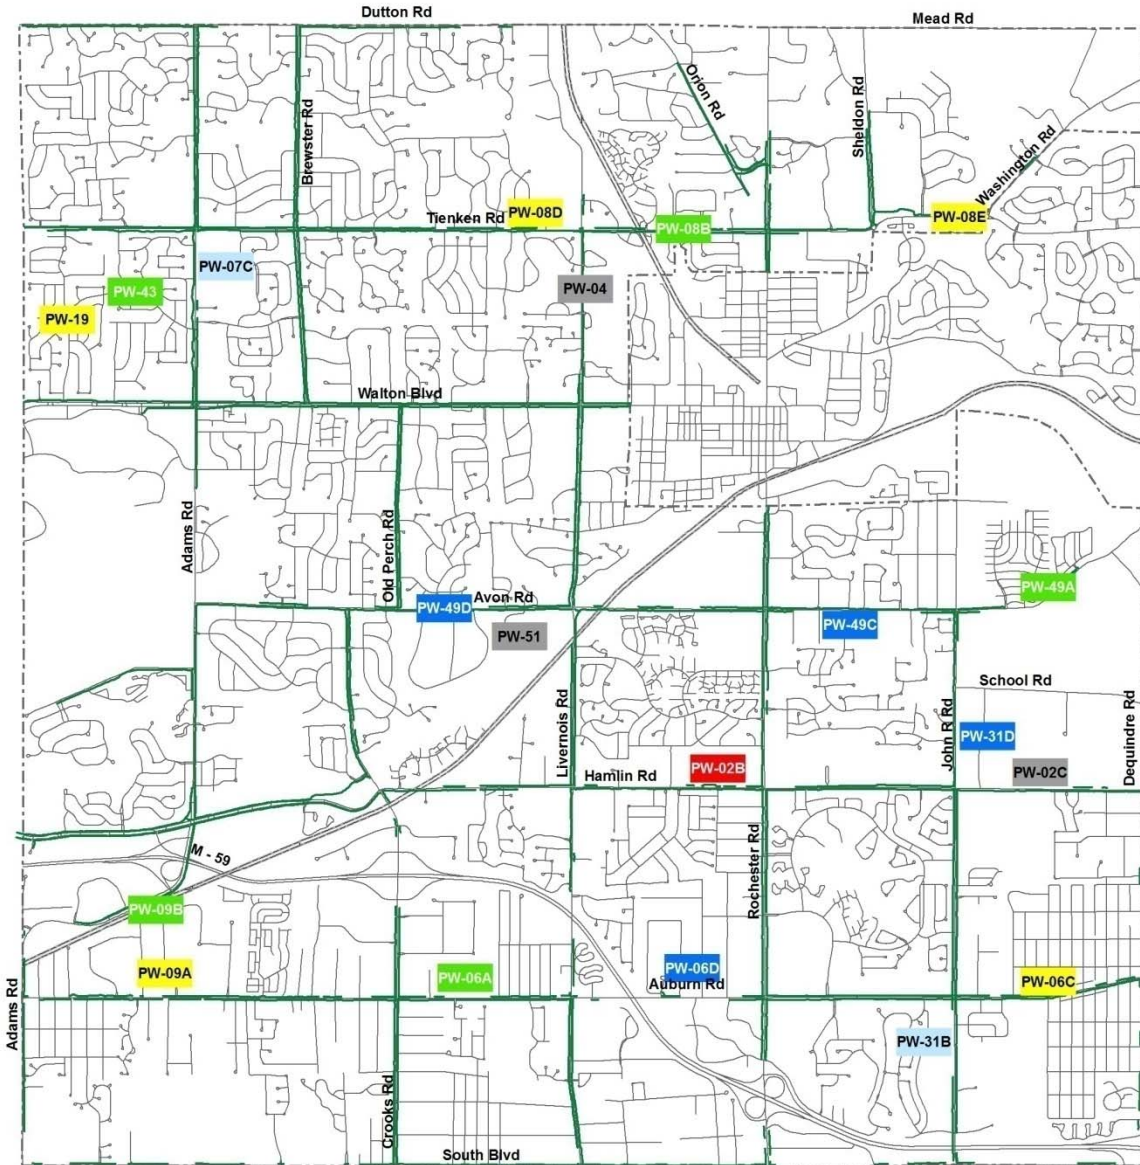 Dutton Rd
Mead Rd
Orion Rd
Brewster Rd
Sheldon Rd
Washington Rd
PW-08D
Tienken Rd
PW-08B
PW-08E
PW-07C
PW-43
PW-04
PW-19
Walton Blvd
Adams Rd
Old Perch Rd
PW-49A
Avon Rd
PW-49D
PW-49C
PW-51
School Rd
Livernois Rd
John R Rd
Dequindre Rd
PW-31D
PW-02B
PW-02C
Hamlin Rd
M - 59
Rochester Rd
PW-09B
PW-09A
PW-06A
PW-06D
Auburn Rd
PW-06C
Adams Rd
PW-31B
Crooks Rd
South Blvd